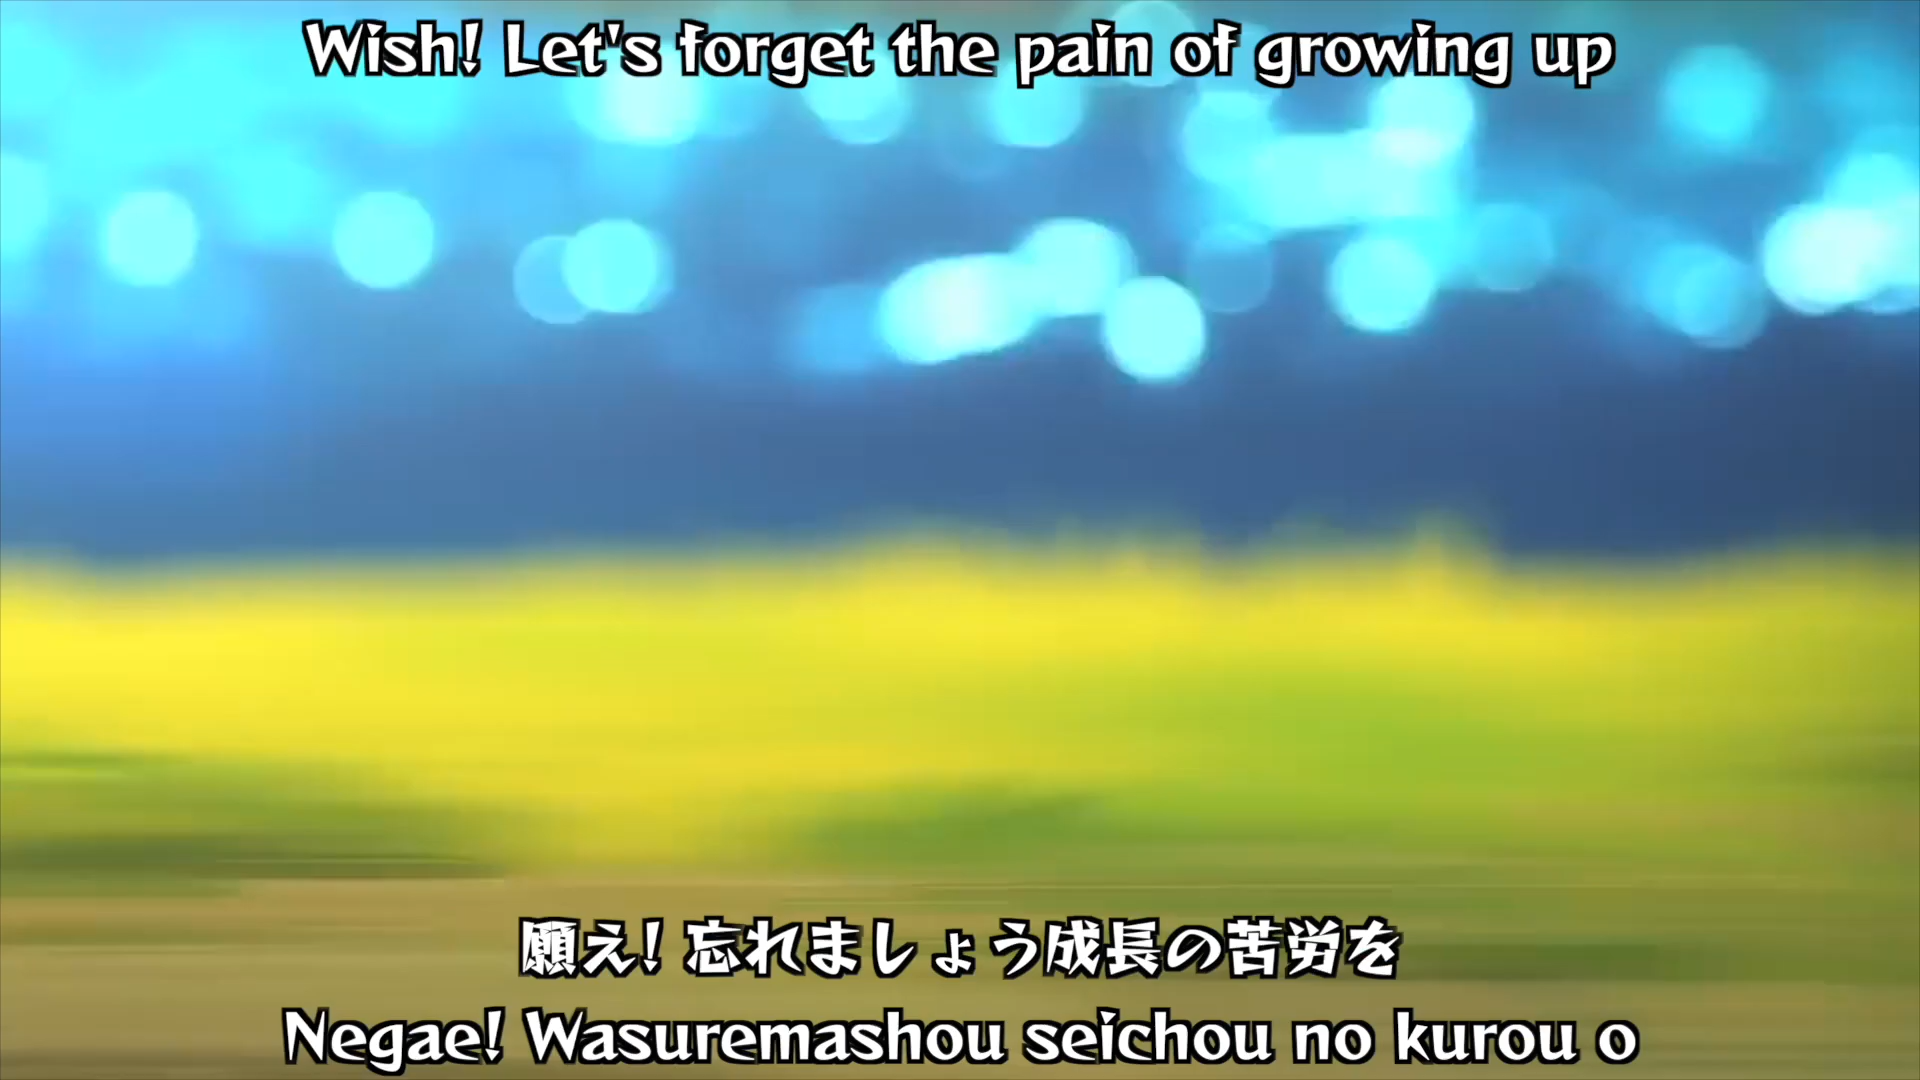 Wish! Let's forget the pain of growing up
願え! 忘れましょう成長の苦労を
Negae! Wasuremashou seichou no kurou o